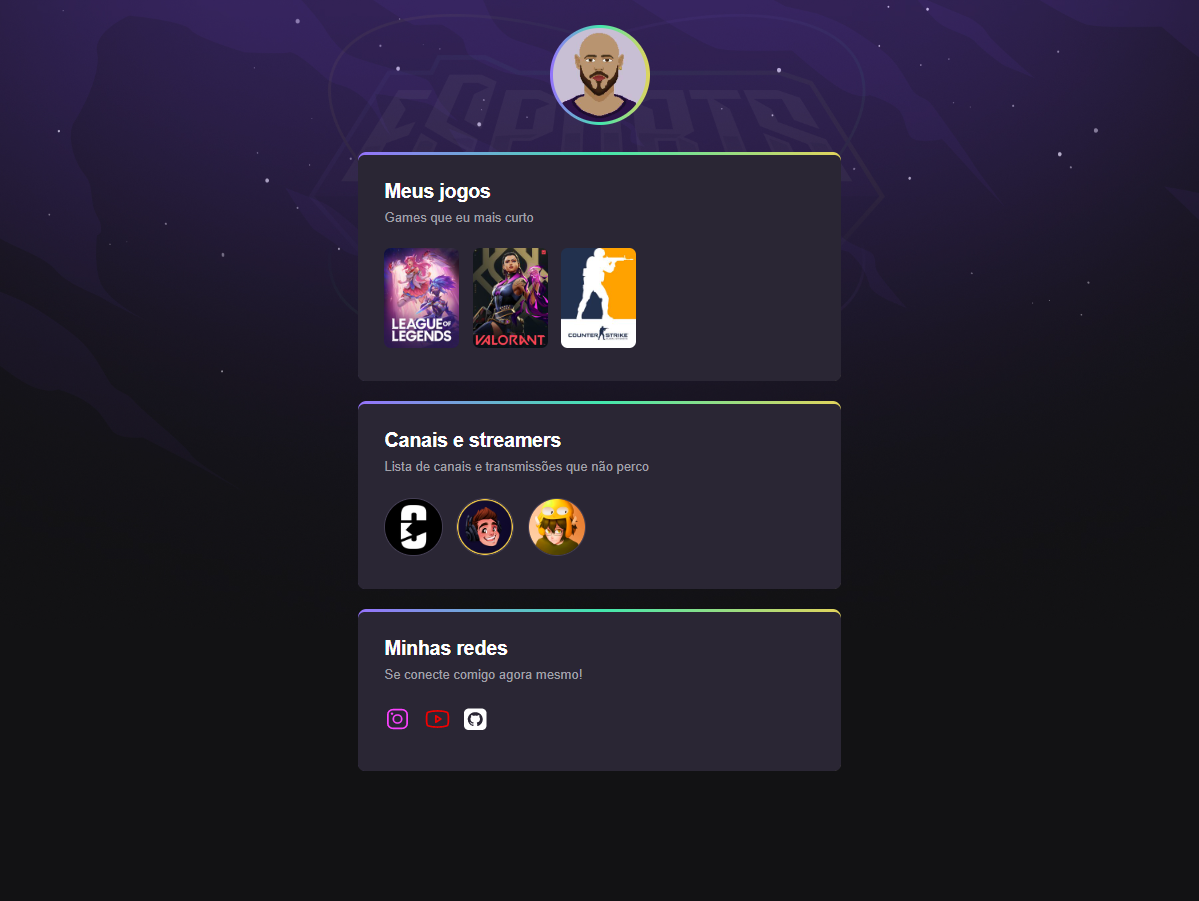 ESPORTS
Meus jogos
Games que eu mais curto
LEAGUE OF
LEGENDS
VALORANT
COUNTER STRIKE
Canais e streamers
Lista de canais e transmissões que não perco
Minhas redes
Se conecte comigo agora mesmo!